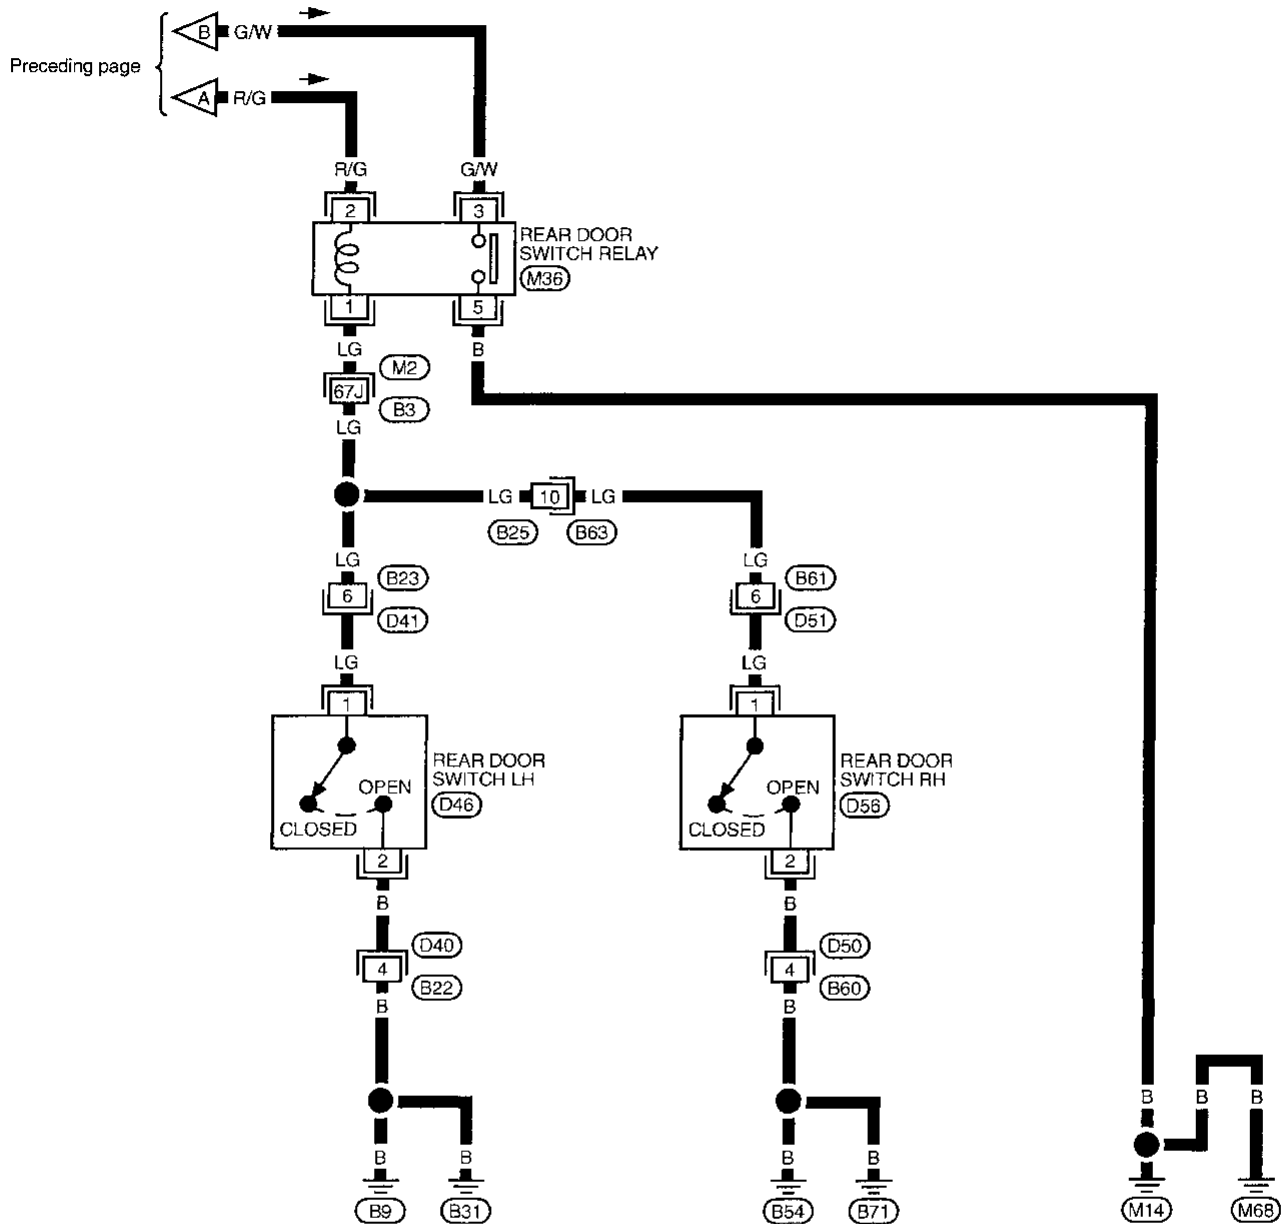 B G/W
Preceding page
A R/G
R/G G/W
2 3
REAR DOOR
SWITCH RELAY
M36
1 5
LG B
M2
67J
B3
LG
LG 10 LG
B25 B63
LG LG
B23 B61
6 6
D41 D51
LG LG
1 1
REAR DOOR
SWITCH LH
D46
OPEN
CLOSED
REAR DOOR
SWITCH RH
D56
OPEN
CLOSED
2 2
B B
D40 D50
4 4
B22 B60
B B
B B B
B B B B
B9 B31 B54 B71 M14 M68